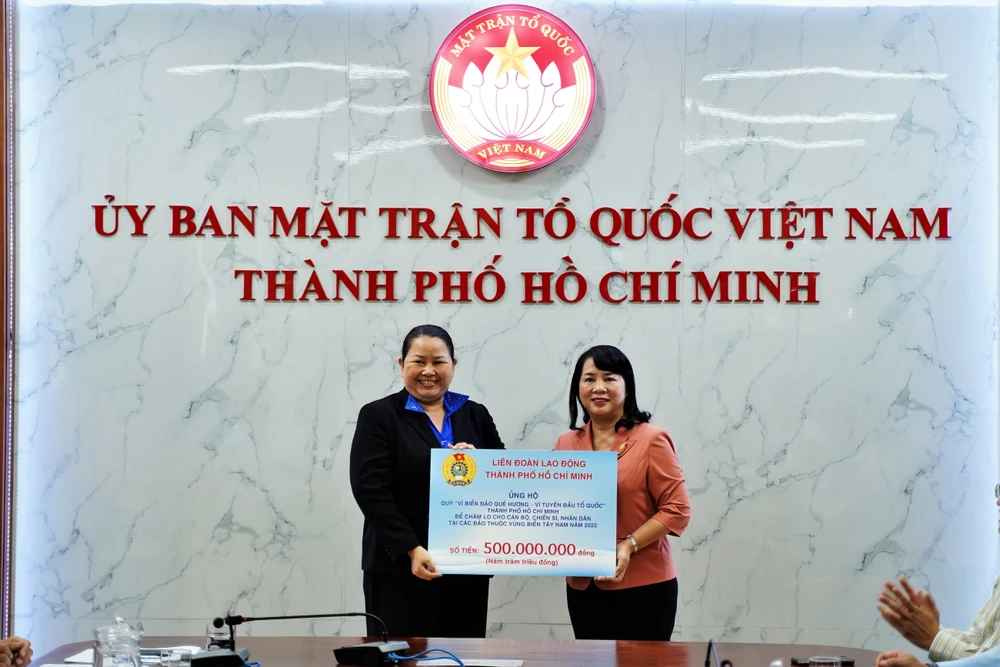 MẶT TRẬN TỔ QUỐC
VIỆT NAM
ỦY BAN MẶT TRẬN TỔ QUỐC VIỆT NAM
THÀNH PHỐ HỒ CHÍ MINH
LIÊN ĐOÀN LAO ĐỘNG
THÀNH PHỐ HỒ CHÍ MINH
ỦNG HỘ
QUỸ "VÌ BIỂN ĐẢO QUÊ HƯƠNG - VÌ TUYẾN ĐẦU TỔ QUỐC"
THÀNH PHỐ HỒ CHÍ MINH
ĐỂ CHĂM LO CHO CÁN BỘ, CHIẾN SĨ, NHÂN DÂN
TẠI CÁC ĐẢO THUỘC VÙNG BIỂN TÂY NAM NĂM 2022
SỐ TIỀN: 500.000.000 đồng
(Năm trăm triệu đồng)